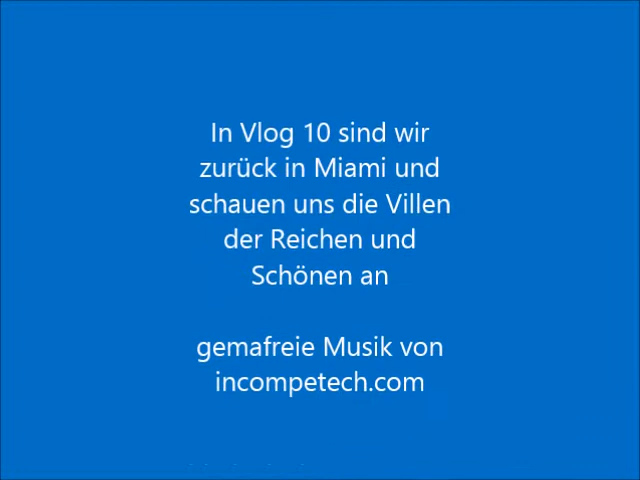 In Vlog 10 sind wir
zurück in Miami und
schauen uns die Villen
der Reichen und
Schönen an
gemafreie Musik von
incompetech.com